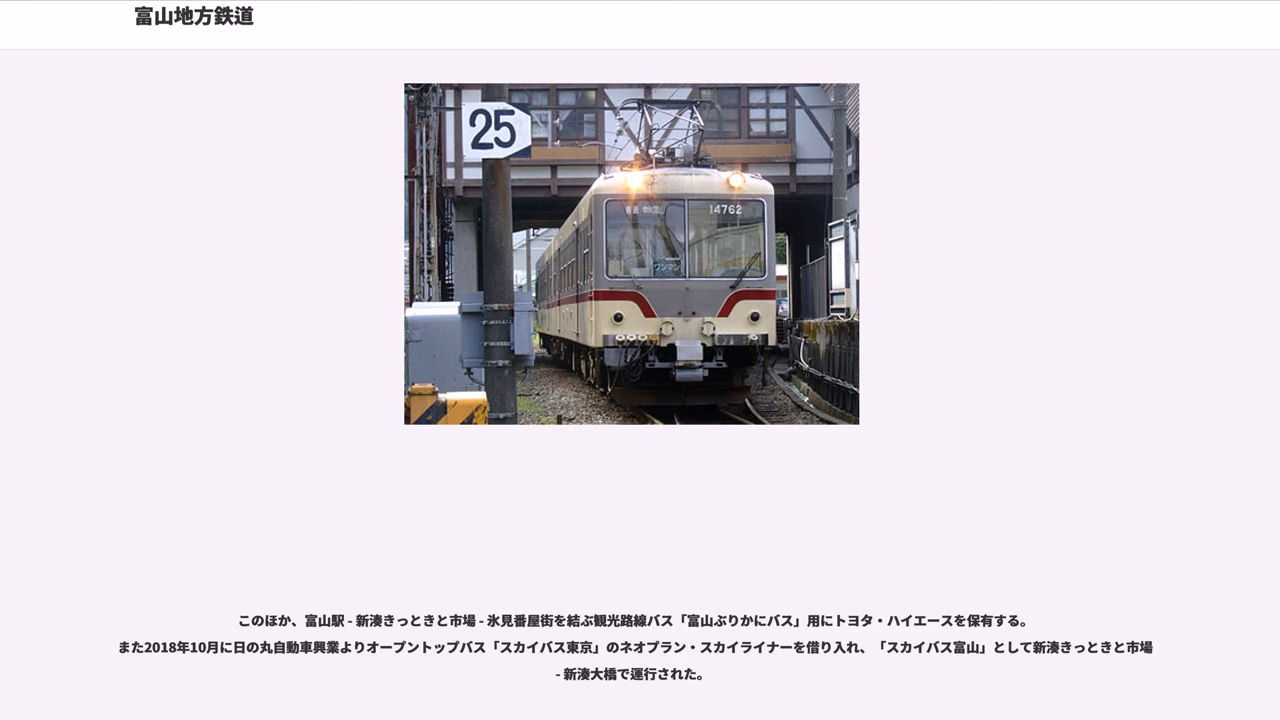 富山地方鉄道
25
普通 電鉄富山
14762
ワンマン
このほか、富山駅 - 新湊きっときと市場 - 氷見番屋街を結ぶ観光路線バス「富山ぶりかにバス」用にトヨタ・ハイエースを保有する。
また2018年10月に日の丸自動車興業よりオープントップバス「スカイバス東京」のネオプラン・スカイライナーを借り入れ、「スカイバス富山」として新湊きっときと市場
- 新湊大橋で運行された。